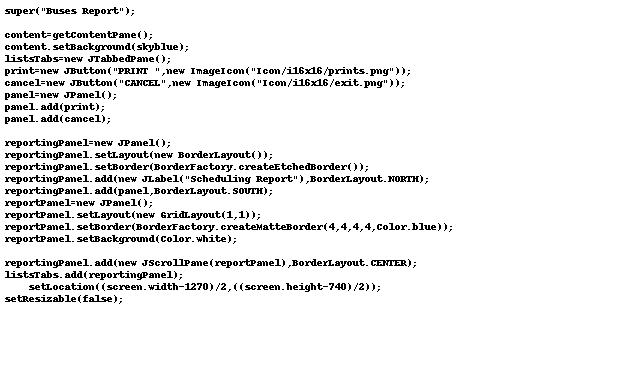 super("Buses Report");
content=getContentPane();
content.setBackground(skyblue);
listsTabs=new JTabbedPane();
print=new JButton("PRINT ",new ImageIcon("Icon/i16x16/prints.png"));
cancel=new JButton("CANCEL",new ImageIcon("Icon/i16x16/exit.png"));
panel=new JPanel();
panel.add(print);
panel.add(cancel);
reportingPanel=new JPanel();
reportingPanel.setLayout(new BorderLayout());
reportingPanel.setBorder(BorderFactory.createEtchedBorder());
reportingPanel.add(new JLabel("Scheduling Report"),BorderLayout.NORTH);
reportingPanel.add(panel,BorderLayout.SOUTH);
reportPanel=new JPanel();
reportPanel.setLayout(new GridLayout(1,1));
reportPanel.setBorder(BorderFactory.createMatteBorder(4,4,4,4,Color.blue));
reportPanel.setBackground(Color.white);
reportingPanel.add(new JScrollPane(reportPanel),BorderLayout.CENTER);
listsTabs.add(reportingPanel);
setLocation((screen.width-1270)/2,((screen.height-740)/2));
setResizable(false);